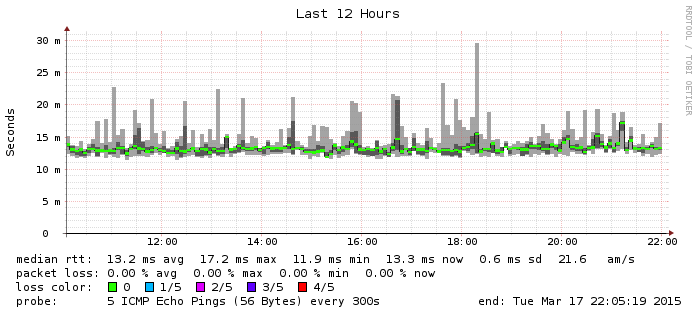 Last 12 Hours
RRDTOOL / TOBI OETIKER
Seconds
30 m
25 m
20 m
15 m
10 m
5 m
0
12:00 14:00 16:00 18:00 20:00 22:00
median rtt: 13.2 ms avg 17.2 ms max 11.9 ms min 13.3 ms now 0.6 ms sd 21.6 am/s
packet loss: 0.00 % avg 0.00 % max 0.00 % min 0.00 % now
loss color: 0 1/5 2/5 3/5 4/5
probe: 5 ICMP Echo Pings (56 Bytes) every 300s end: Tue Mar 17 22:05:19 2015